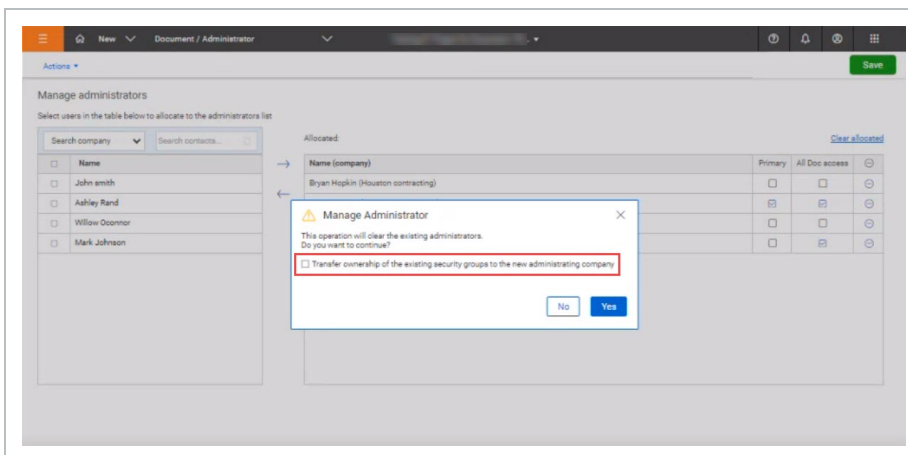 New
Document / Administrator
Actions
Save
Manage administrators
Select users in the table below to allocate to the administrators list
Search company
Search contacts...
Allocated:
Clear allocated
Name
Name (company)
Primary
All Doc access
John smith
Bryan Hopkin (Houston contracting)
Ashley Rand
Willow Oconnor
Mark Johnson
Manage Administrator
This operation will clear the existing administrators.
Do you want to continue?
Transfer ownership of the existing security groups to the new administrating company
No
Yes